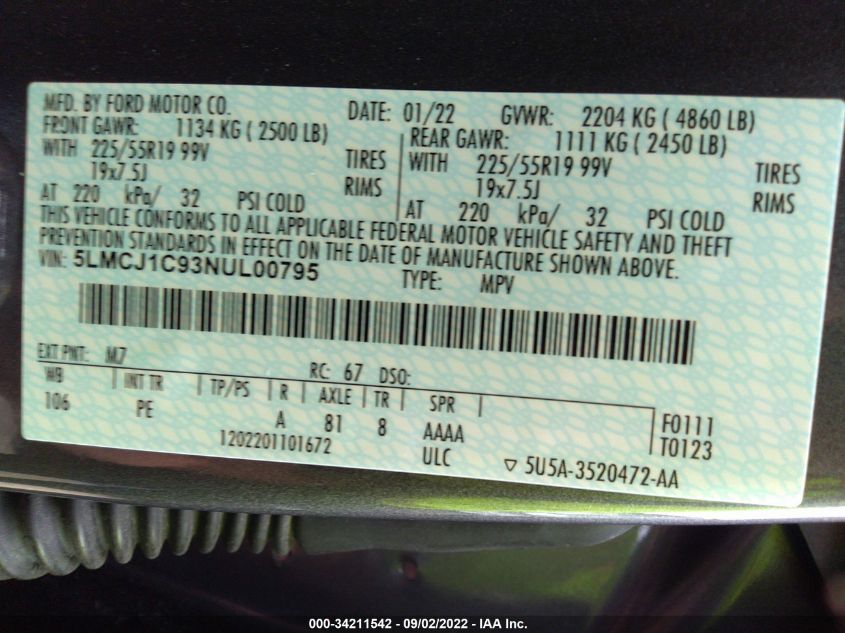 MFD. BY FORD MOTOR CO. DATE: 01/22 GVWR: 2204 KG ( 4860 LB)
FRONT GAWR: 1134 KG ( 2500 LB) REAR GAWR: 1111 KG ( 2450 LB)
WITH 225/55R19 99V TIRES WITH 225/55R19 99V TIRES
19x7.5J RIMS 19x7.5J RIMS
AT 220 kPa/ 32 PSI COLD AT 220 kPa/ 32 PSI COLD
THIS VEHICLE CONFORMS TO ALL APPLICABLE FEDERAL MOTOR VEHICLE SAFETY AND THEFT
PREVENTION STANDARDS IN EFFECT ON THE DATE OF MANUFACTURE SHOWN ABOVE.
VIN: 5LMCJ1C93NUL00795 TYPE: MPV
EXT PNT: M7 RC: 67 DSO:
WB INT TR TP/PS R AXLE TR SPR
106 PE A 81 8 AAAA F0111
1202201101672 ULC T0123
▽ 5U5A-3520472-AA
000-34211542 - 09/02/2022 - IAA Inc.